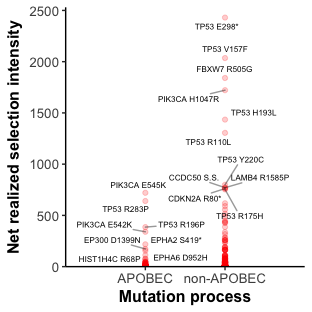 Net realized selection intensity
2500
2000
1500
1000
500
0
TP53 E298*
TP53 V157F
FBXW7 R505G
PIK3CA H1047R
TP53 H193L
TP53 R110L
TP53 Y220C
CCDC50 S.S.
LAMB4 R1585P
PIK3CA E545K
CDKN2A R80*
TP53 R283P
TP53 R175H
PIK3CA E542K
TP53 R196P
EP300 D1399N
EPHA2 S419*
HIST1H4C R68P
EPHA6 D952H
APOBEC
non-APOBEC
Mutation process